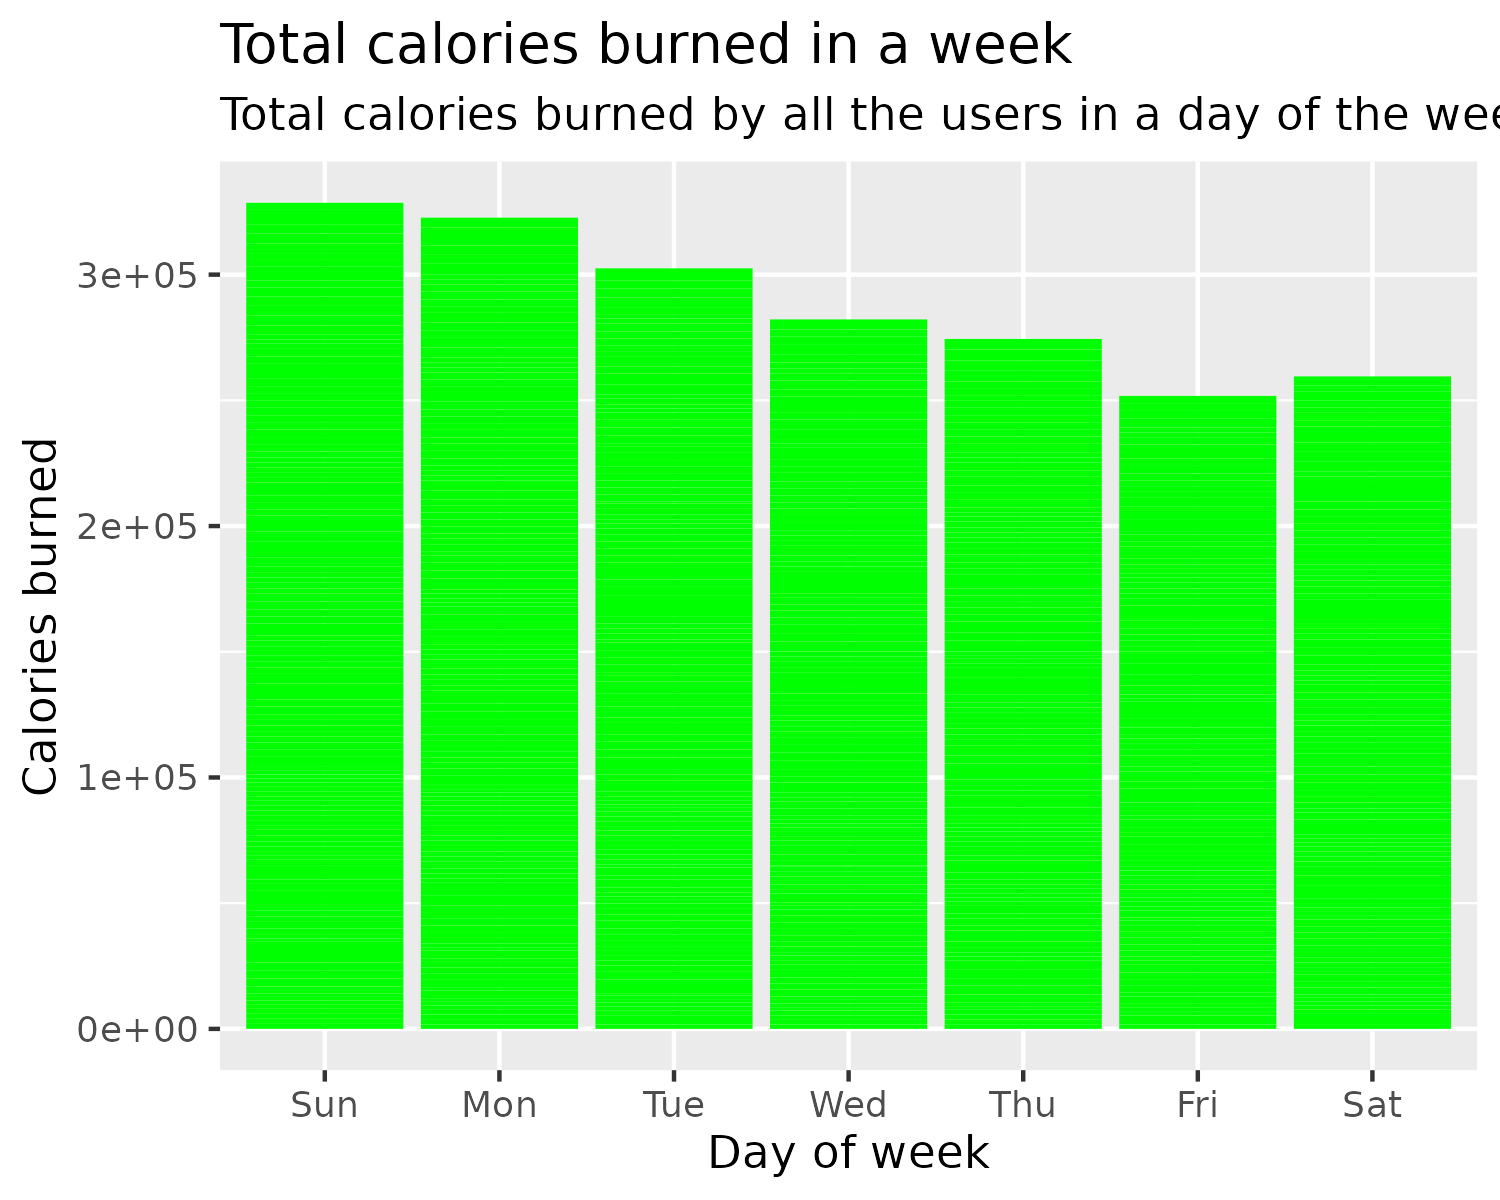 Total calories burned in a week
Total calories burned by all the users in a day of the
Calories burned
3e+05
2e+05
1e+05
0e+00
Sun Mon Tue Wed Thu Fri Sat
Day of week